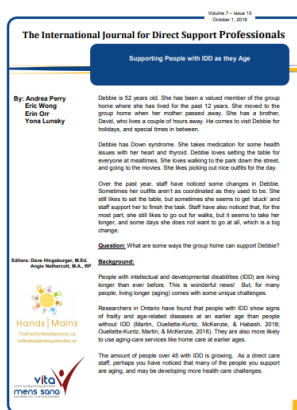 Volume 7 – Issue 10
October 1, 2018
The International Journal for Direct Support Professionals
Supporting People with IDD as they Age
By: Andrea Perry
Eric Wong
Erin Orr
Yona Lunsky
Debbie is 52 years old. She has been a valued member of the group
home where she has lived for the past 12 years. She moved to the
group home when her mother passed away. She has a brother,
David, who lives a couple of hours away. He comes to visit Debbie for
holidays, and special times in between.
Debbie has Down syndrome. She takes medication for some health
issues with her heart and thyroid. Debbie loves setting the table for
everyone at mealtimes. She loves walking to the park down the street,
and going to the movies. She likes picking out nice outfits for the day.
Over the past year, staff have noticed some changes in Debbie.
Sometimes her outfits aren't as coordinated as they used to be. She
still likes to set the table, but sometimes she seems to get 'stuck' and
staff support her to finish the task. Staff have also noticed that, for the
most part, she still likes to go out for walks, but it seems to take her
longer, and some days she does not want to go at all, which is a big
change.
Question: What are some ways the group home can support Debbie?
Background:
Editors: Dave Hingsburger, M.Ed.
Angie Nethercott, M.A., RP
People with intellectual and developmental disabilities (IDD) are living
longer than ever before. This is wonderful news! But, for many
people, living longer (aging) comes with some unique challenges.
Researchers in Ontario have found that people with IDD show signs
of frailty and age-related diseases at an earlier age than people
without IDD (Martin, Ouellette-Kuntz, McKenzie, & Habash, 2018;
Ouellette-Kuntz, Martin, & McKenzie, 2016). They are also more likely
to use aging-care services like home care at earlier ages.
The amount of people over 45 with IDD is growing. As a direct care
staff, perhaps you have noticed that many of the people you support
are aging, and may be developing more health care challenges.
Hands | Mains
TheFamilyHelpNetwork.ca
vita
mens sana